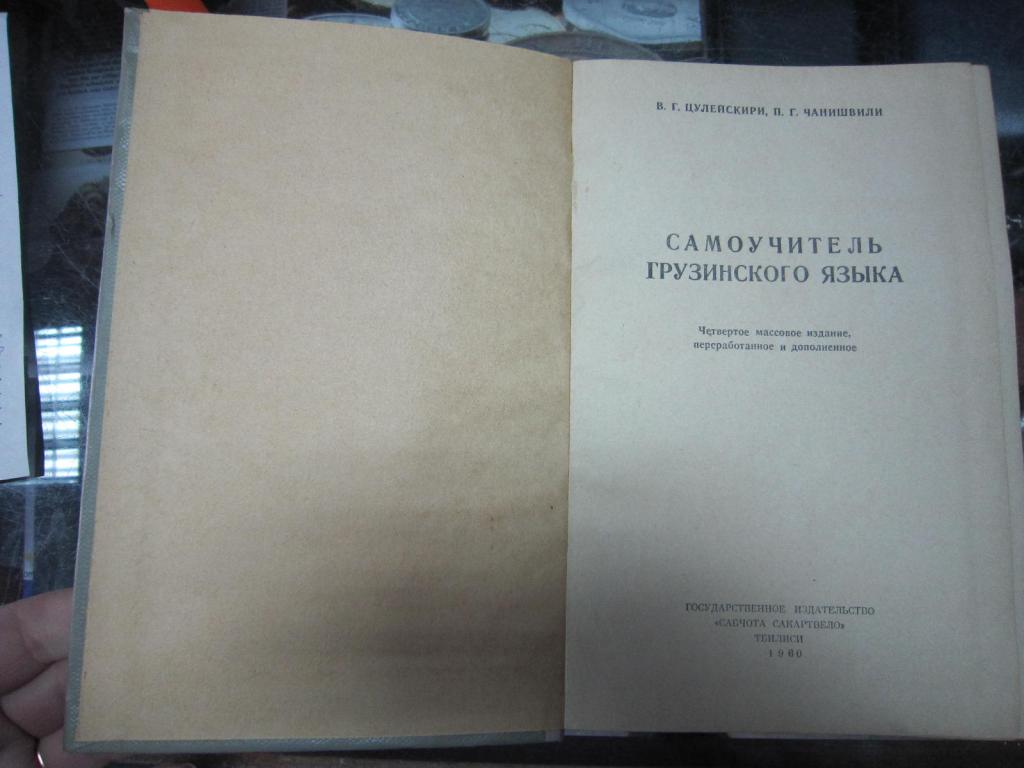 В. Г. ЦУЛЕЙСКИРИ, П. Г. ЧАНИШВИЛИ
САМОУЧИТЕЛЬ
ГРУЗИНСКОГО ЯЗЫКА
Четвертое массовое издание,
переработанное и дополненное
ГОСУДАРСТВЕННОЕ ИЗДАТЕЛЬСТВО
«САБЧОТА САКАРТВЕЛО»
ТБИЛИСИ
1960